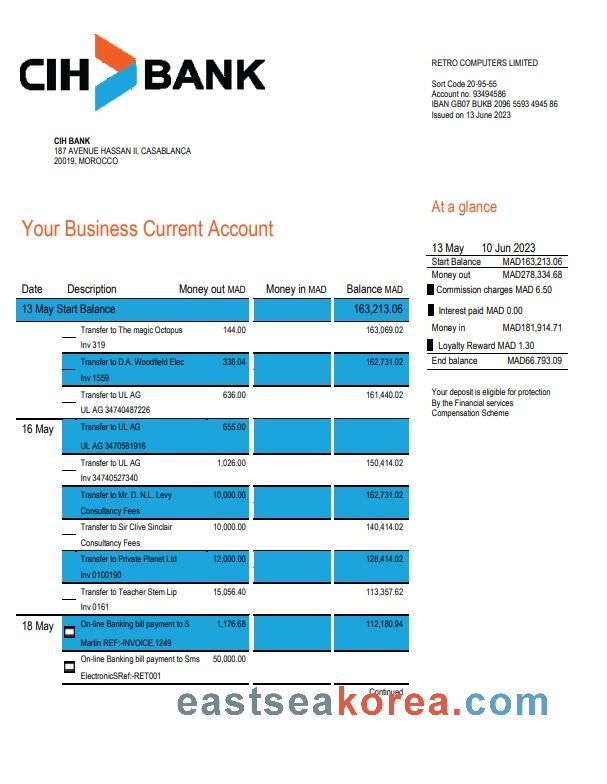 CIH BANK
RETRO COMPUTERS LIMITED
Sort Code 20-95-55
Account no. 93494586
IBAN GB07 BUKB 2096 5593 4945 86
Issued on 13 June 2023
CIH BANK
187 AVENUE HASSAN II, CASABLANCA
20019, MOROCCO
At a glance
Your Business Current Account
13 May 10 Jun 2023
Start Balance MAD163,213.06
Money out MAD278,334.68
Commission charges MAD 6.50
Interest paid MAD 0.00
Money in MAD181,914.71
Loyalty Reward MAD 1.30
End balance MAD66.793.09
Your deposit is eligible for protection
By the Financial services
Compensation Scheme
Date Description Money out MAD Money in MAD Balance MAD
13 May Start Balance 163,213.06
Transfer to The magic Octopus 144.00 163,069.02
Inv 319
Transfer to D.A. Woodfield Elec 338.04 162,731.02
Inv 1559
Transfer to UL AG 636.00 161,440.02
UL AG 34740487226
16 May Transfer to UL AG 655.00
UL AG 3470581916
Transfer to UL AG 1,026.00 150,414.02
Inv 34740527340
Transfer to Mr. D. N.L. Levy 10,000.00 162,731.02
Consultancy Fees
Transfer to Sir Clive Sinclair 10,000.00 140,414.02
Consultancy Fees
Transfer to Private Planet Ltd 12,000.00 128,414.02
Inv 0100190
Transfer to Teacher Stem Lip 15,056.40 113,357.62
Inv 0161
18 May On-line Banking bill payment to S 1,176.68 112,180.94
Martin REF:-INVOICE 1249
On-line Banking bill payment to Sms 50,000.00
ElectronicSRef:-RET001
Continued
eastseakorea.com